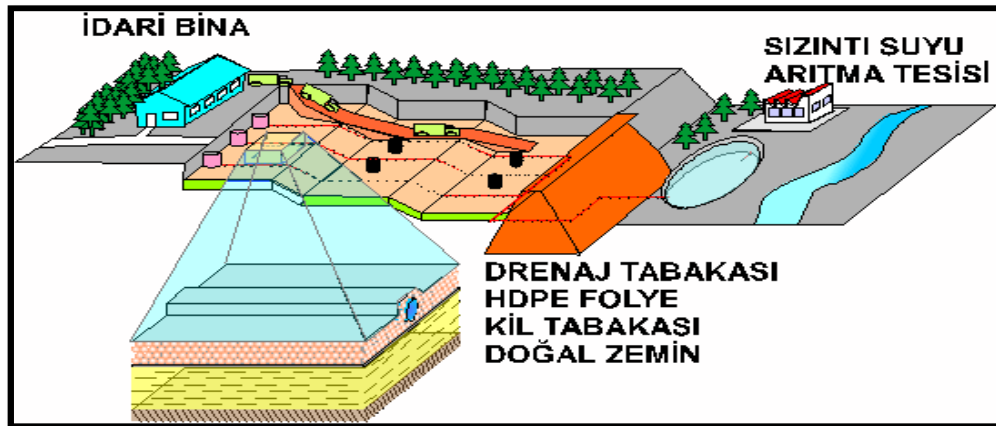 İDARİ BİNA
SIZINTI SUYU
ARITMA TESİSİ
DRENAJ TABAKASI
HDPE FOLYE
KİL TABAKASI
DOĞAL ZEMİN